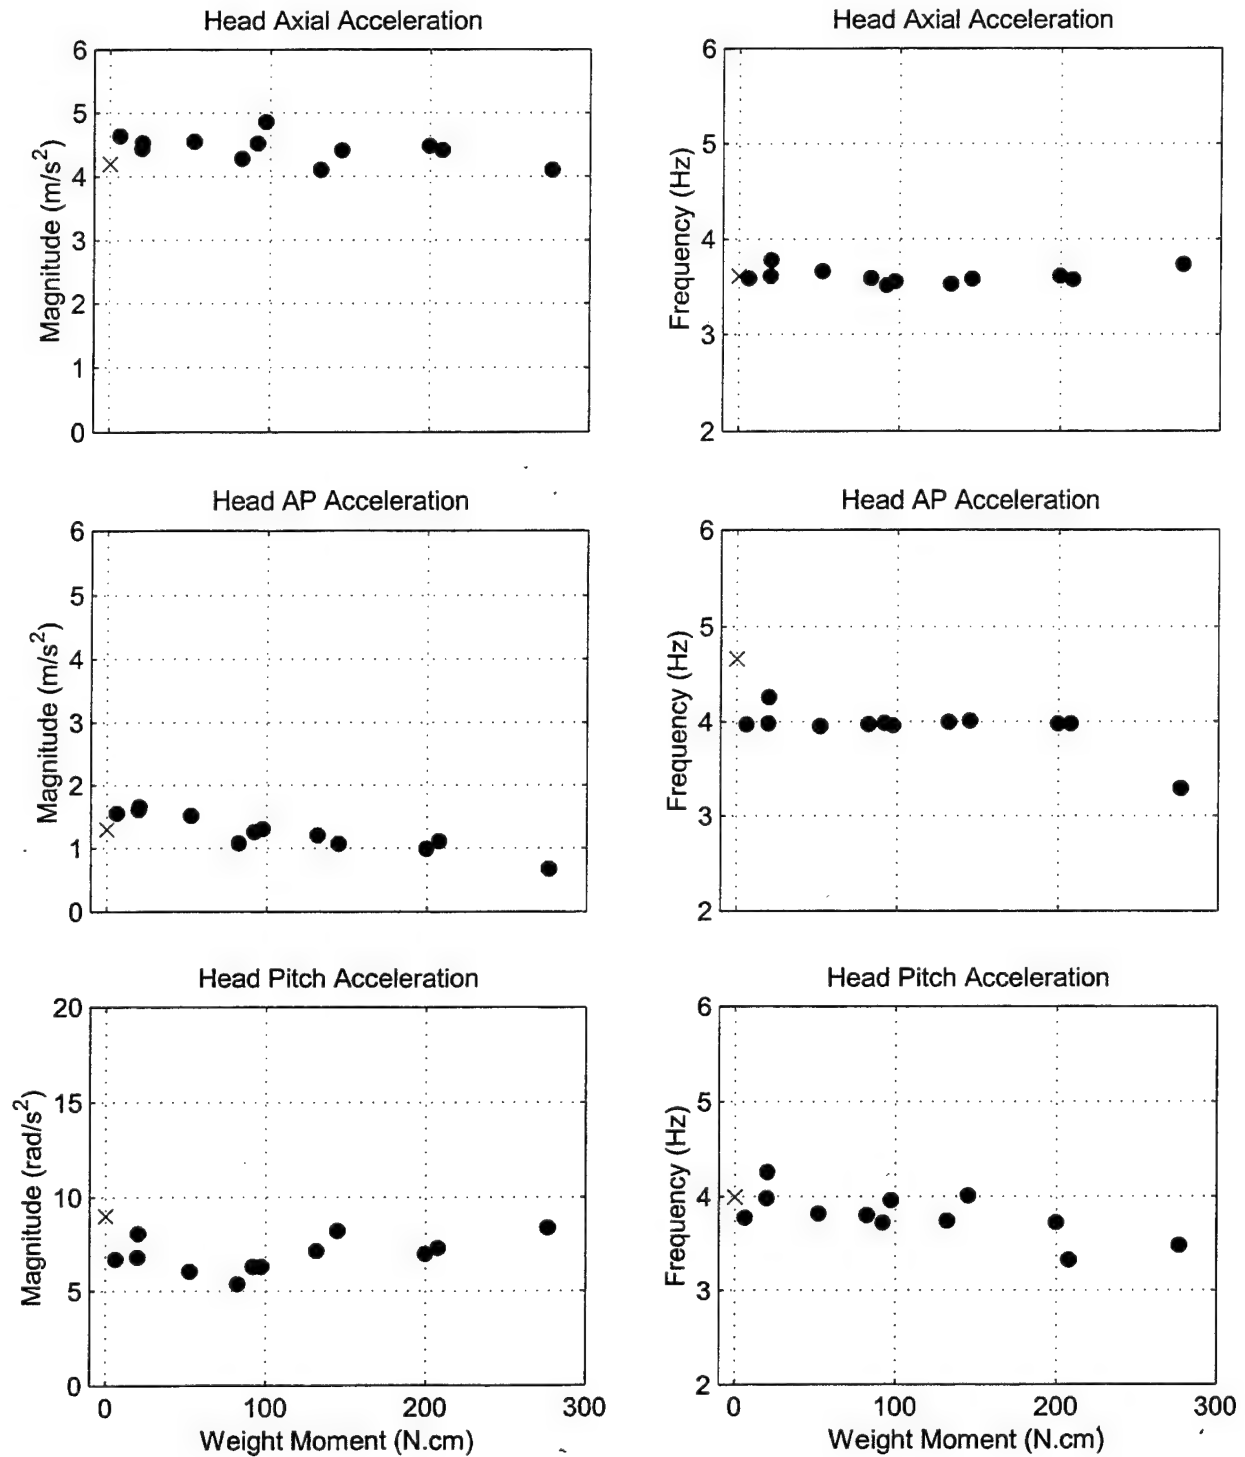 Head Axial Acceleration
6
5
4
3
2
1
0
Magnitude (m/s²)
Head Axial Acceleration
6
5
4
3
2
Frequency (Hz)
Head AP Acceleration
6
5
4
3
2
1
0
Magnitude (m/s²)
Head AP Acceleration
6
5
4
3
2
Frequency (Hz)
Head Pitch Acceleration
20
15
10
5
0
Magnitude (rad/s²)
0 100 200 300
Weight Moment (N.cm)
Head Pitch Acceleration
6
5
4
3
2
Frequency (Hz)
0 100 200 300
Weight Moment (N.cm)